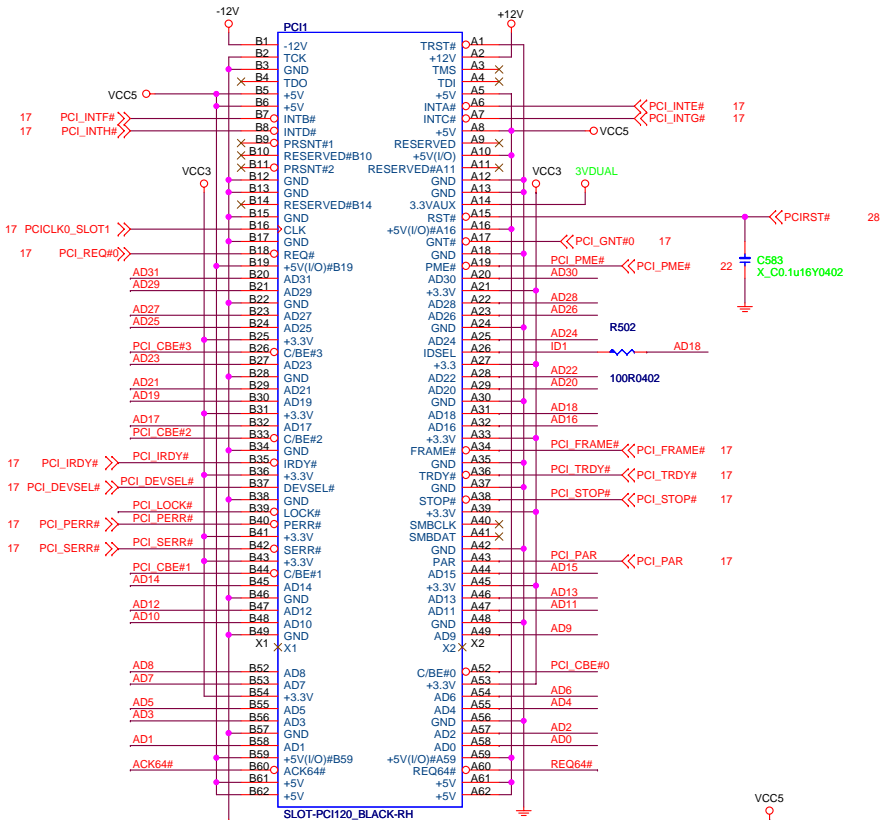 -12V
+12V
PCI1
B1 -12V TRST# A1
B2 TCK +12V A2
B3 GND TMS A3
B4 TDO TDI A4
VCC5 B5 +5V +5V A5
B6 +5V INTA# A6 PCI_INTE# 17
17 PCI_INTF# B7 INTB# INTC# A7 PCI_INTG# 17
17 PCI_INTH# B8 INTD# +5V A8 VCC5
B9 PRSNT#1 RESERVED A9
B10 RESERVED#B10 +5V(I/O) A10
B11 PRSNT#2 RESERVED#A11 A11
VCC3 B12 GND GND A12 VCC3 3VDUAL
B13 GND GND A13
B14 RESERVED#B14 3.3VAUX A14
B15 GND RST# A15 PCIRST# 28
17 PCICLK0_SLOT1 B16 CLK +5V(I/O)#A16 A16
B17 GND GNT# A17 PCI_GNT#0 17
17 PCI_REQ#0 B18 REQ# GND A18
B19 +5V(I/O)#B19 PME# A19 PCI_PME# PCI_PME# 22 C583
X_C0.1u16Y0402
AD31 B20 AD31 AD30 A20 AD30
AD29 B21 AD29 +3.3V A21
B22 GND AD28 A22 AD28
AD27 B23 AD27 AD26 A23 AD26
AD25 B24 AD25 GND A24
B25 +3.3V AD24 A25 AD24 R502
PCI_CBE#3 B26 C/BE#3 IDSEL A26 ID1 AD18
AD23 B27 AD23 +3.3 A27
B28 GND AD22 A28 AD22 100R0402
AD21 B29 AD21 AD20 A29 AD20
AD19 B30 AD19 GND A30
B31 +3.3V AD18 A31 AD18
AD17 B32 AD17 AD16 A32 AD16
PCI_CBE#2 B33 C/BE#2 +3.3V A33
B34 GND FRAME# A34 PCI_FRAME# PCI_FRAME# 17
17 PCI_IRDY# PCI_IRDY# B35 IRDY# GND A35
B36 +3.3V TRDY# A36 PCI_TRDY# PCI_TRDY# 17
17 PCI_DEVSEL# PCI_DEVSEL# B37 DEVSEL# GND A37
B38 GND STOP# A38 PCI_STOP# PCI_STOP# 17
PCI_LOCK# B39 LOCK# +3.3V A39
17 PCI_PERR# PCI_PERR# B40 PERR# SMBCLK A40
B41 +3.3V SMBDAT A41
17 PCI_SERR# PCI_SERR# B42 SERR# GND A42
B43 +3.3V PAR A43 PCI_PAR PCI_PAR 17
PCI_CBE#1 B44 C/BE#1 AD15 A44 AD15
AD14 B45 AD14 +3.3V A45
B46 GND AD13 A46 AD13
AD12 B47 AD12 AD11 A47 AD11
AD10 B48 AD10 GND A48
B49 GND AD9 A49 AD9
X1 X1 X2 X2
AD8 B52 AD8 C/BE#0 A52 PCI_CBE#0
AD7 B53 AD7 +3.3V A53
B54 +3.3V AD6 A54 AD6
AD5 B55 AD5 AD4 A55 AD4
AD3 B56 AD3 GND A56
B57 GND AD2 A57 AD2
AD1 B58 AD1 AD0 A58 AD0
B59 +5V(I/O)#B59 +5V(I/O)#A59 A59
ACK64# B60 ACK64# REQ64# A60 REQ64#
B61 +5V +5V A61
B62 +5V +5V A62
SLOT-PCI120_BLACK-RH
VCC5